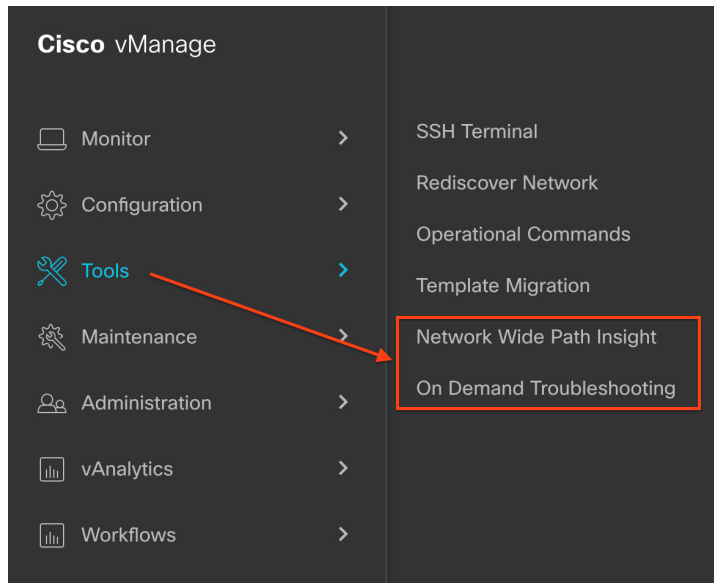 Cisco vManage
Monitor
Configuration
Tools
Maintenance
Administration
vAnalytics
Workflows
SSH Terminal
Rediscover Network
Operational Commands
Template Migration
Network Wide Path Insight
On Demand Troubleshooting